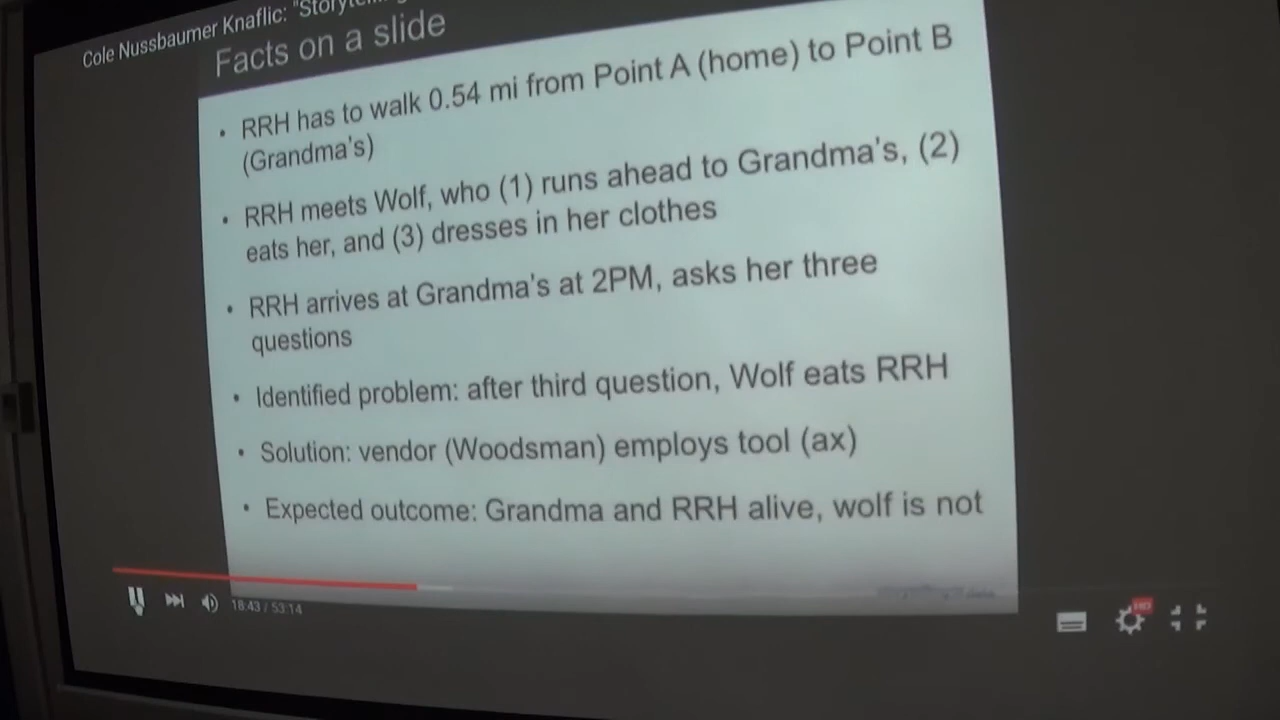 Cole Nussbaumer Knaflic: "Storytelling
Facts on a slide
• RRH has to walk 0.54 mi from Point A (home) to Point B
(Grandma's)
• RRH meets Wolf, who (1) runs ahead to Grandma's, (2)
eats her, and (3) dresses in her clothes
• RRH arrives at Grandma's at 2PM, asks her three
questions
• Identified problem: after third question, Wolf eats RRH
• Solution: vendor (Woodsman) employs tool (ax)
• Expected outcome: Grandma and RRH alive, wolf is not
18:43 / 53:14
HD